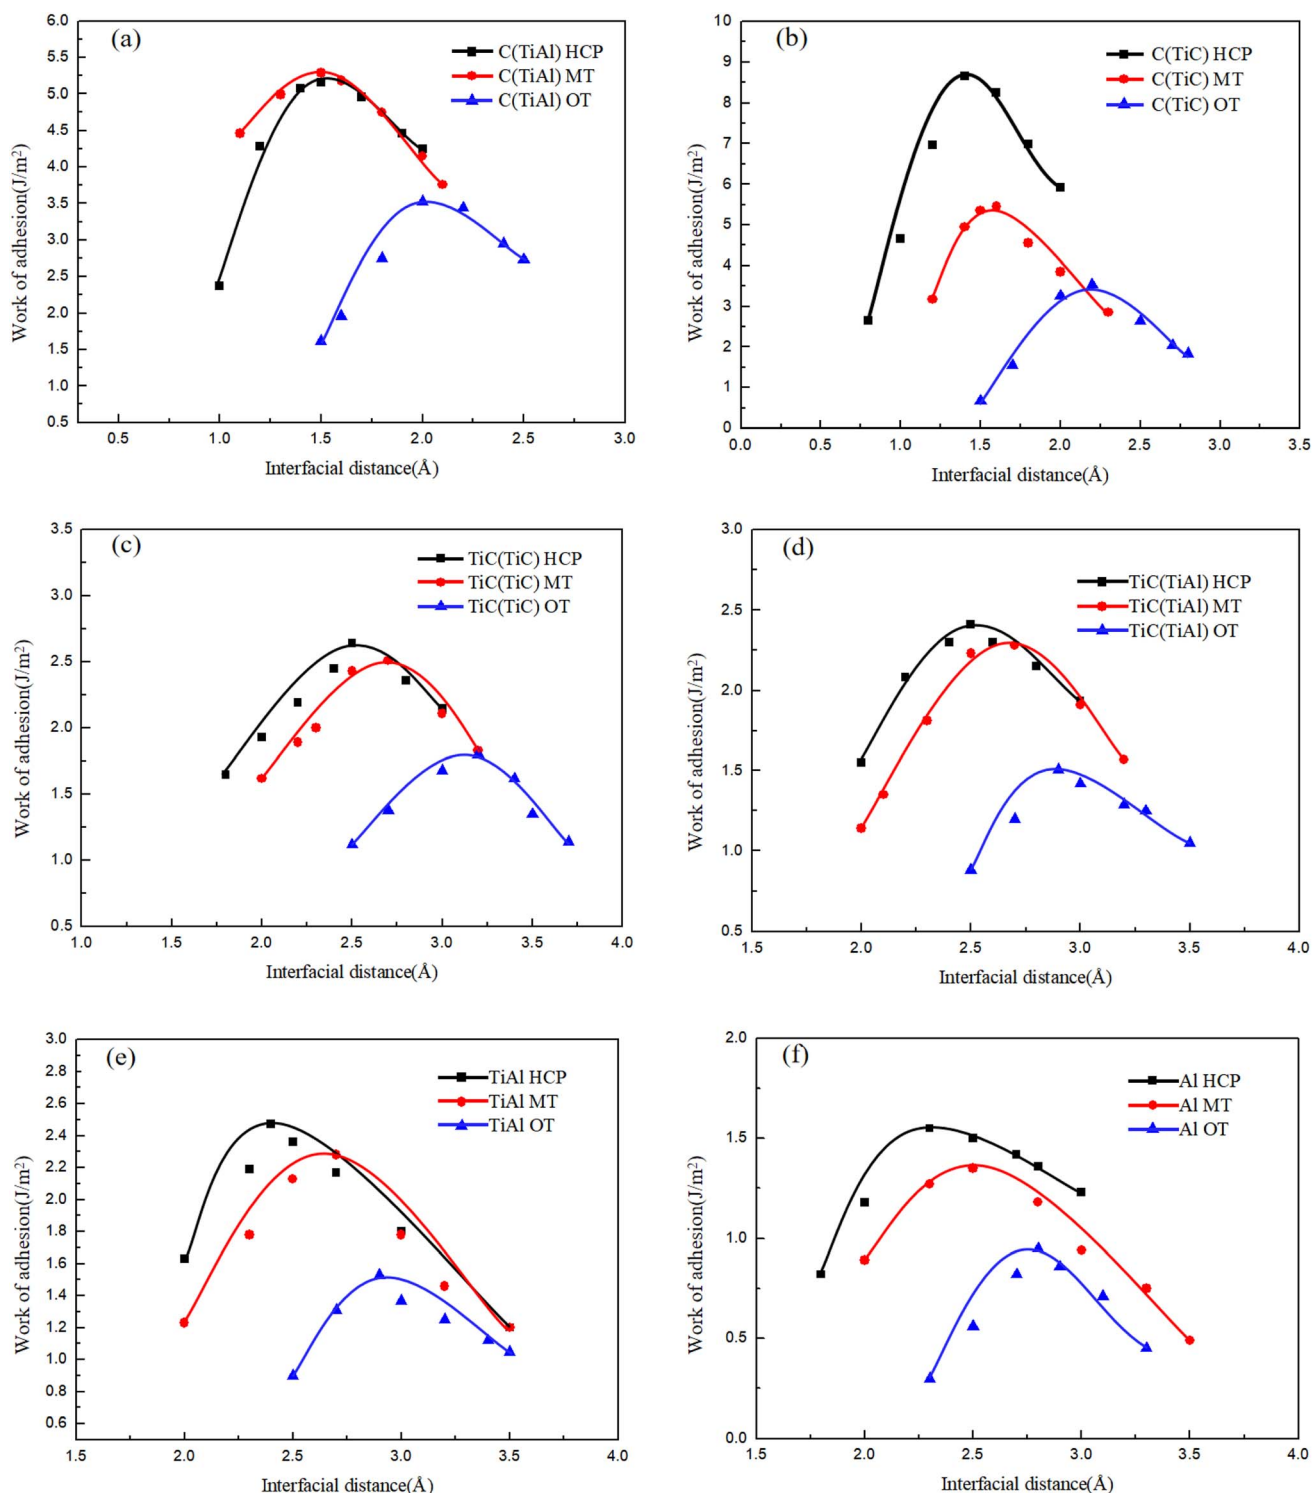 (a)
C(TiAl) HCP
C(TiAl) MT
C(TiAl) OT
Work of adhesion(J/m²)
6.0
5.5
5.0
4.5
4.0
3.5
3.0
2.5
2.0
1.5
1.0
0.5
0.5 1.0 1.5 2.0 2.5 3.0
Interfacial distance(Å)
(b)
C(TiC) HCP
C(TiC) MT
C(TiC) OT
Work of adhesion(J/m²)
10
9
8
7
6
5
4
3
2
1
0
0.0 0.5 1.0 1.5 2.0 2.5 3.0 3.5
Interfacial distance(Å)
(c)
TiC(TiC) HCP
TiC(TiC) MT
TiC(TiC) OT
Work of adhesion(J/m²)
3.5
3.0
2.5
2.0
1.5
1.0
0.5
1.0 1.5 2.0 2.5 3.0 3.5 4.0
Interfacial distance(Å)
(d)
TiC(TiAl) HCP
TiC(TiAl) MT
TiC(TiAl) OT
Work of adhesion(J/m²)
3.0
2.5
2.0
1.5
1.0
0.5
1.5 2.0 2.5 3.0 3.5 4.0
Interfacial distance(Å)
(e)
TiAl HCP
TiAl MT
TiAl OT
Work of adhesion(J/m²)
3.0
2.8
2.6
2.4
2.2
2.0
1.8
1.6
1.4
1.2
1.0
0.8
0.6
1.5 2.0 2.5 3.0 3.5 4.0
Interfacial distance(Å)
(f)
Al HCP
Al MT
Al OT
Work of adhesion(J/m²)
2.0
1.5
1.0
0.5
0.0
1.5 2.0 2.5 3.0 3.5 4.0
Interfacial distance(Å)